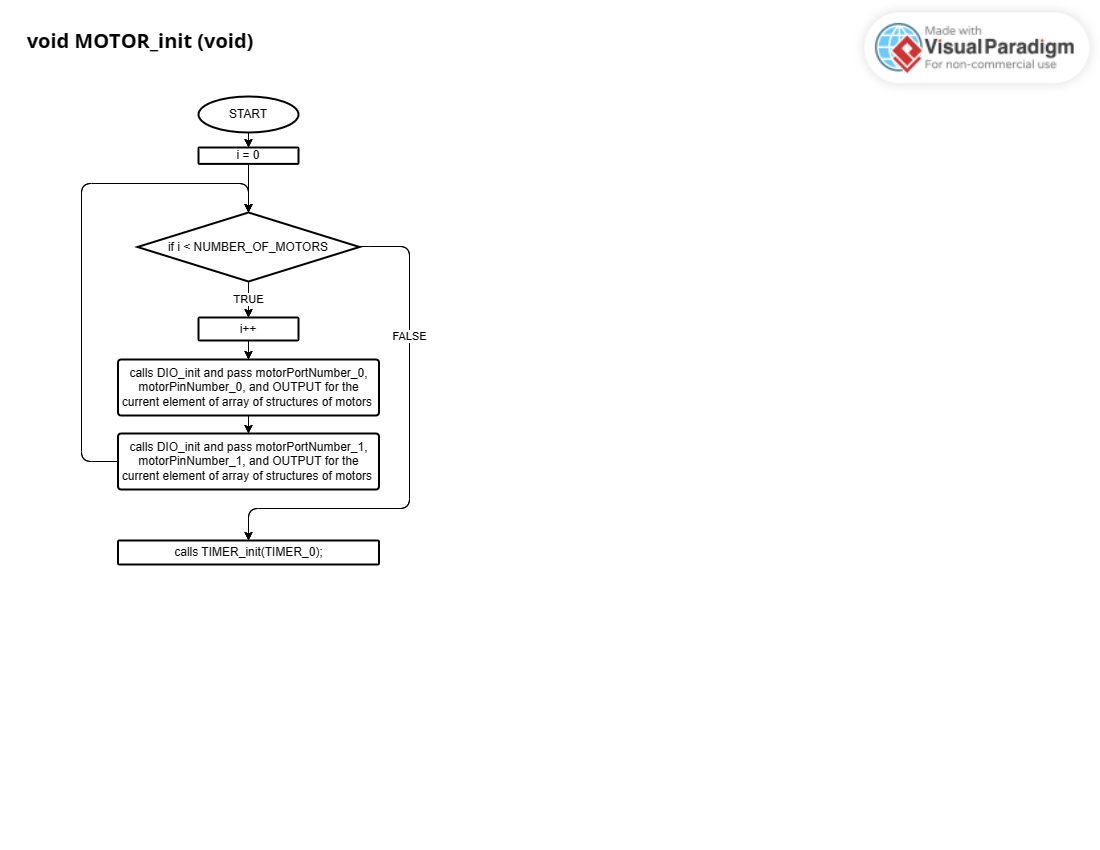 void MOTOR_init (void)
Made with
Visual Paradigm
For non-commercial use
START
i = 0
if i < NUMBER_OF_MOTORS
TRUE
i++
FALSE
calls DIO_init and pass motorPortNumber_0,
motorPinNumber_0, and OUTPUT for the
current element of array of structures of motors
calls DIO_init and pass motorPortNumber_1,
motorPinNumber_1, and OUTPUT for the
current element of array of structures of motors
calls TIMER_init(TIMER_0);